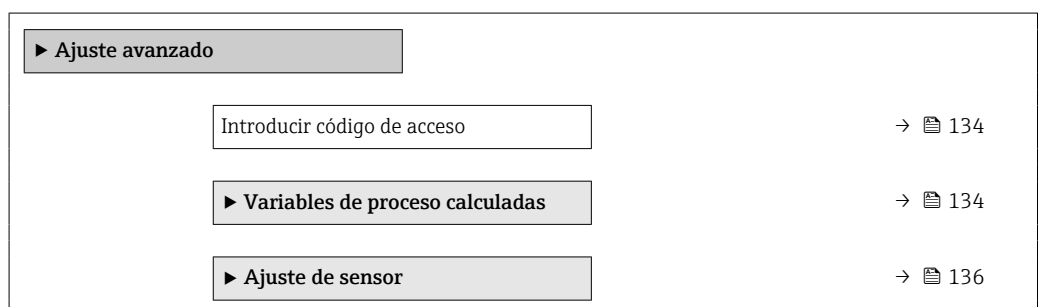 ▶ Ajuste avanzado
Introducir código de acceso → 134
▶ Variables de proceso calculadas → 134
▶ Ajuste de sensor → 136